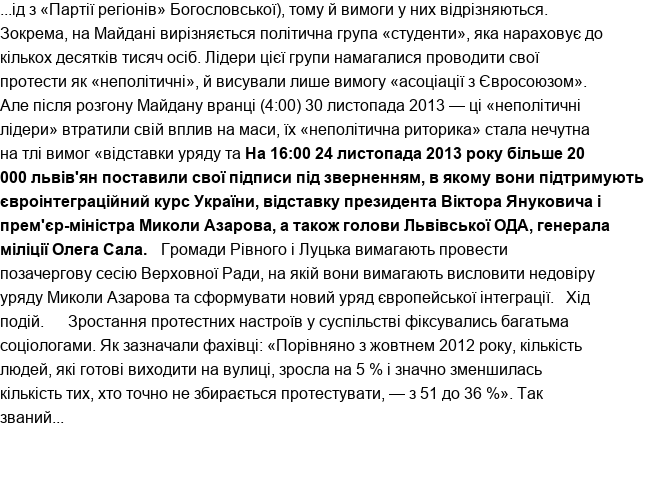 ...ід з «Партії регіонів» Богословської), тому й вимоги у них відрізняються.
Зокрема, на Майдані вирізняється політична група «студенти», яка нараховує до
кількох десятків тисяч осіб. Лідери цієї групи намагалися проводити свої
протести як «неполітичні», й висували лише вимогу «асоціації з Євросоюзом».
Але після розгону Майдану вранці (4:00) 30 листопада 2013 — ці «неполітичні
лідери» втратили свій вплив на маси, їх «неполітична риторика» стала нечутна
на тлі вимог «відставки уряду та На 16:00 24 листопада 2013 року більше 20
000 львів'ян поставили свої підписи під зверненням, в якому вони підтримують
євроінтеграційний курс України, відставку президента Віктора Януковича і
прем'єр-міністра Миколи Азарова, а також голови Львівської ОДА, генерала
міліції Олега Сала. Громади Рівного і Луцька вимагають провести
позачергову сесію Верховної Ради, на якій вони вимагають висловити недовіру
уряду Миколи Азарова та сформувати новий уряд європейської інтеграції. Хід
подій. Зростання протестних настроїв у суспільстві фіксувались багатьма
соціологами. Як зазначали фахівці: «Порівняно з жовтнем 2012 року, кількість
людей, які готові виходити на вулиці, зросла на 5 % і значно зменшилась
кількість тих, хто точно не збирається протестувати, — з 51 до 36 %». Так
званий...